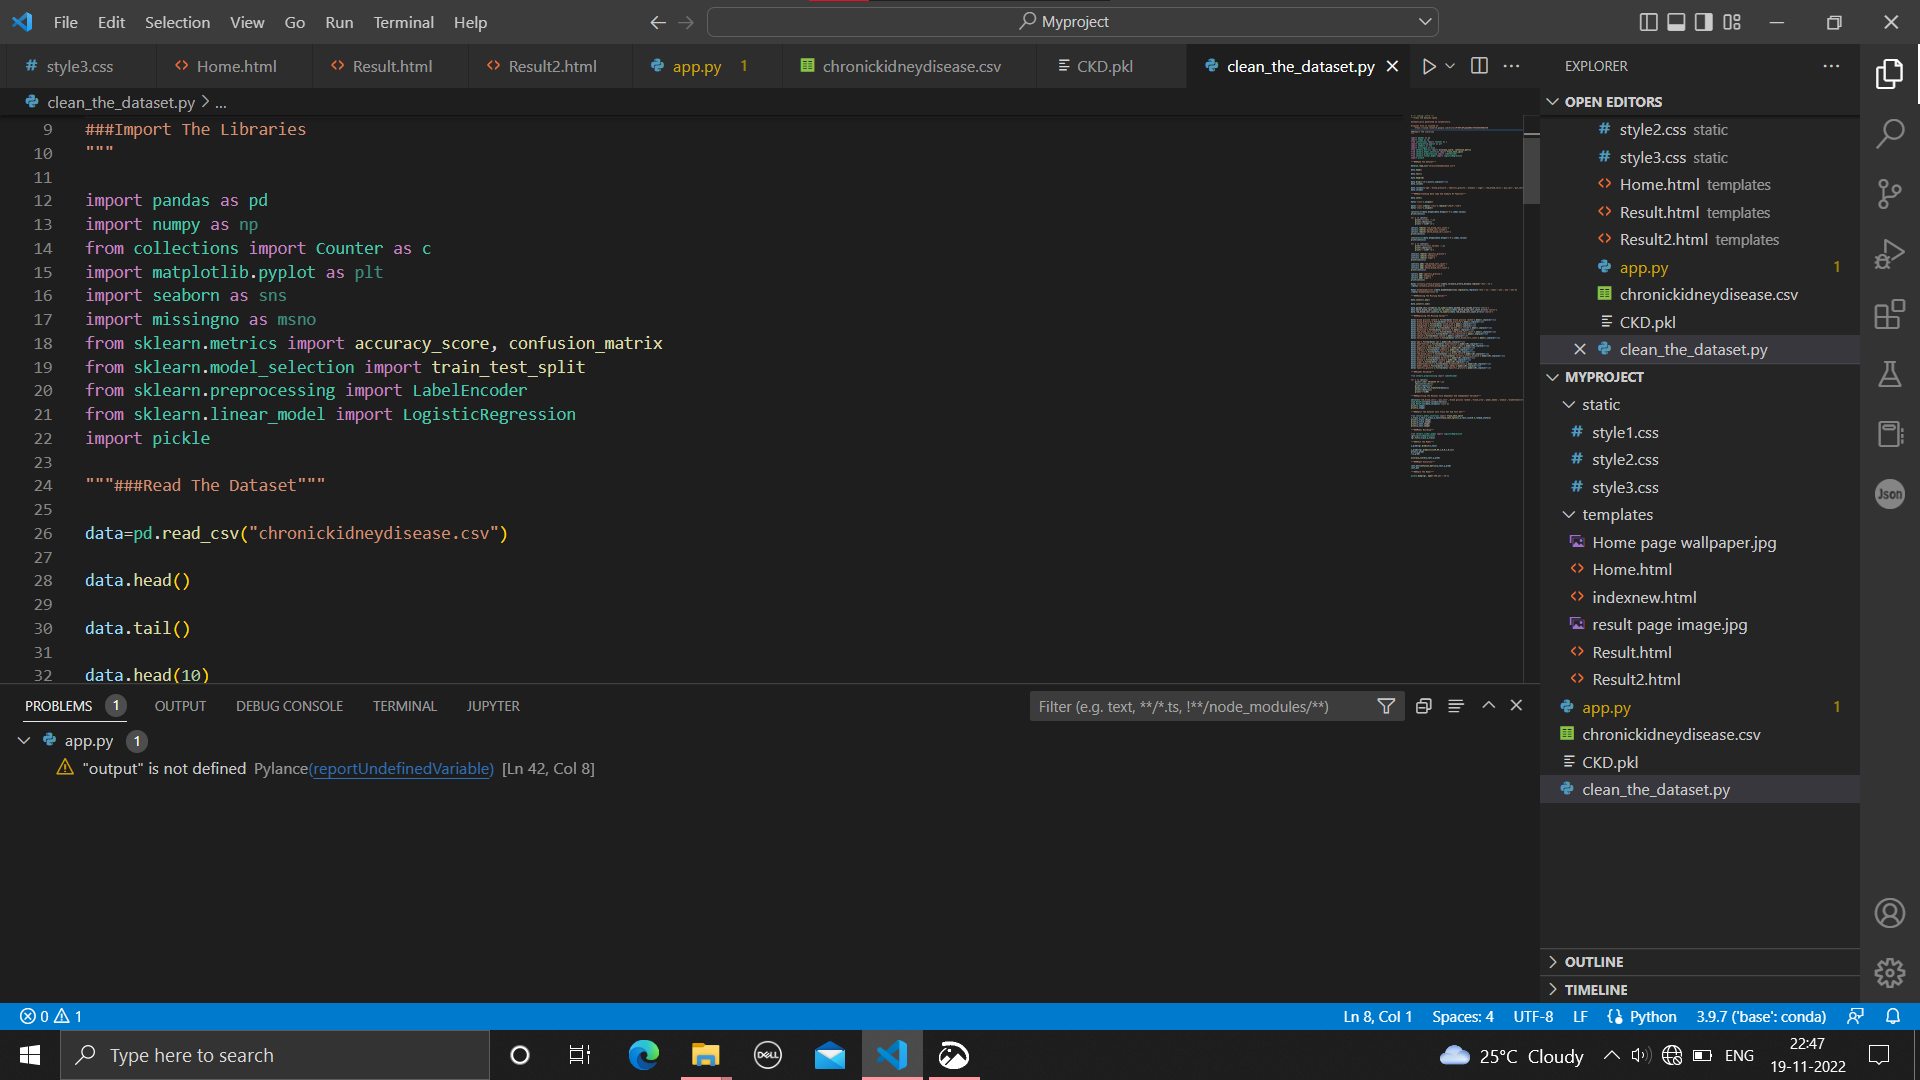 File Edit Selection View Go Run Terminal Help
Myproject
style3.css Home.html Result.html Result2.html app.py 1 chronickidneydisease.csv CKD.pkl clean_the_dataset.py
clean_the_dataset.py > ...
9 ###Import The Libraries
10 """
11
12 import pandas as pd
13 import numpy as np
14 from collections import Counter as c
15 import matplotlib.pyplot as plt
16 import seaborn as sns
17 import missingno as msno
18 from sklearn.metrics import accuracy_score, confusion_matrix
19 from sklearn.model_selection import train_test_split
20 from sklearn.preprocessing import LabelEncoder
21 from sklearn.linear_model import LogisticRegression
22 import pickle
23
24 """###Read The Dataset"""
25
26 data=pd.read_csv("chronickidneydisease.csv")
27
28 data.head()
29
30 data.tail()
31
32 data.head(10)
PROBLEMS 1 OUTPUT DEBUG CONSOLE TERMINAL JUPYTER
Filter (e.g. text, **/*.ts, !**/node_modules/**)
app.py 1
"output" is not defined Pylance(reportUndefinedVariable) [Ln 42, Col 8]
EXPLORER
OPEN EDITORS
style2.css static
style3.css static
Home.html templates
Result.html templates
Result2.html templates
app.py 1
chronickidneydisease.csv
CKD.pkl
clean_the_dataset.py
MYPROJECT
static
style1.css
style2.css
style3.css
templates
Home page wallpaper.jpg
Home.html
indexnew.html
result page image.jpg
Result.html
Result2.html
app.py 1
chronickidneydisease.csv
CKD.pkl
clean_the_dataset.py
OUTLINE
TIMELINE
Json
0 1
Ln 8, Col 1 Spaces: 4 UTF-8 LF Python 3.9.7 ('base': conda)
Type here to search
DELL
25°C Cloudy
ENG
22:47
19-11-2022